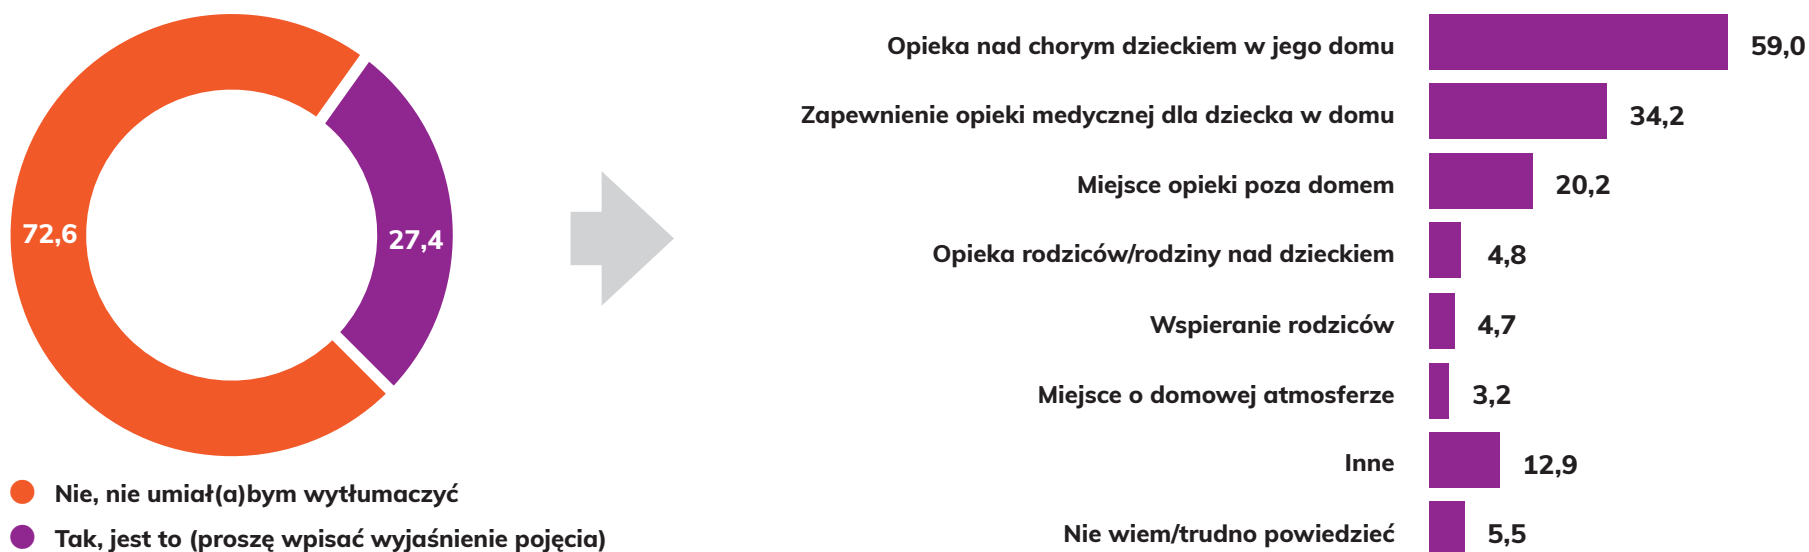 72,6
27,4
Nie, nie umiał(a)bym wytłumaczyć
Tak, jest to (proszę wpisać wyjaśnienie pojęcia)
Opieka nad chorym dzieckiem w jego domu 59,0
Zapewnienie opieki medycznej dla dziecka w domu 34,2
Miejsce opieki poza domem 20,2
Opieka rodziców/rodziny nad dzieckiem 4,8
Wspieranie rodziców 4,7
Miejsce o domowej atmosferze 3,2
Inne 12,9
Nie wiem/trudno powiedzieć 5,5